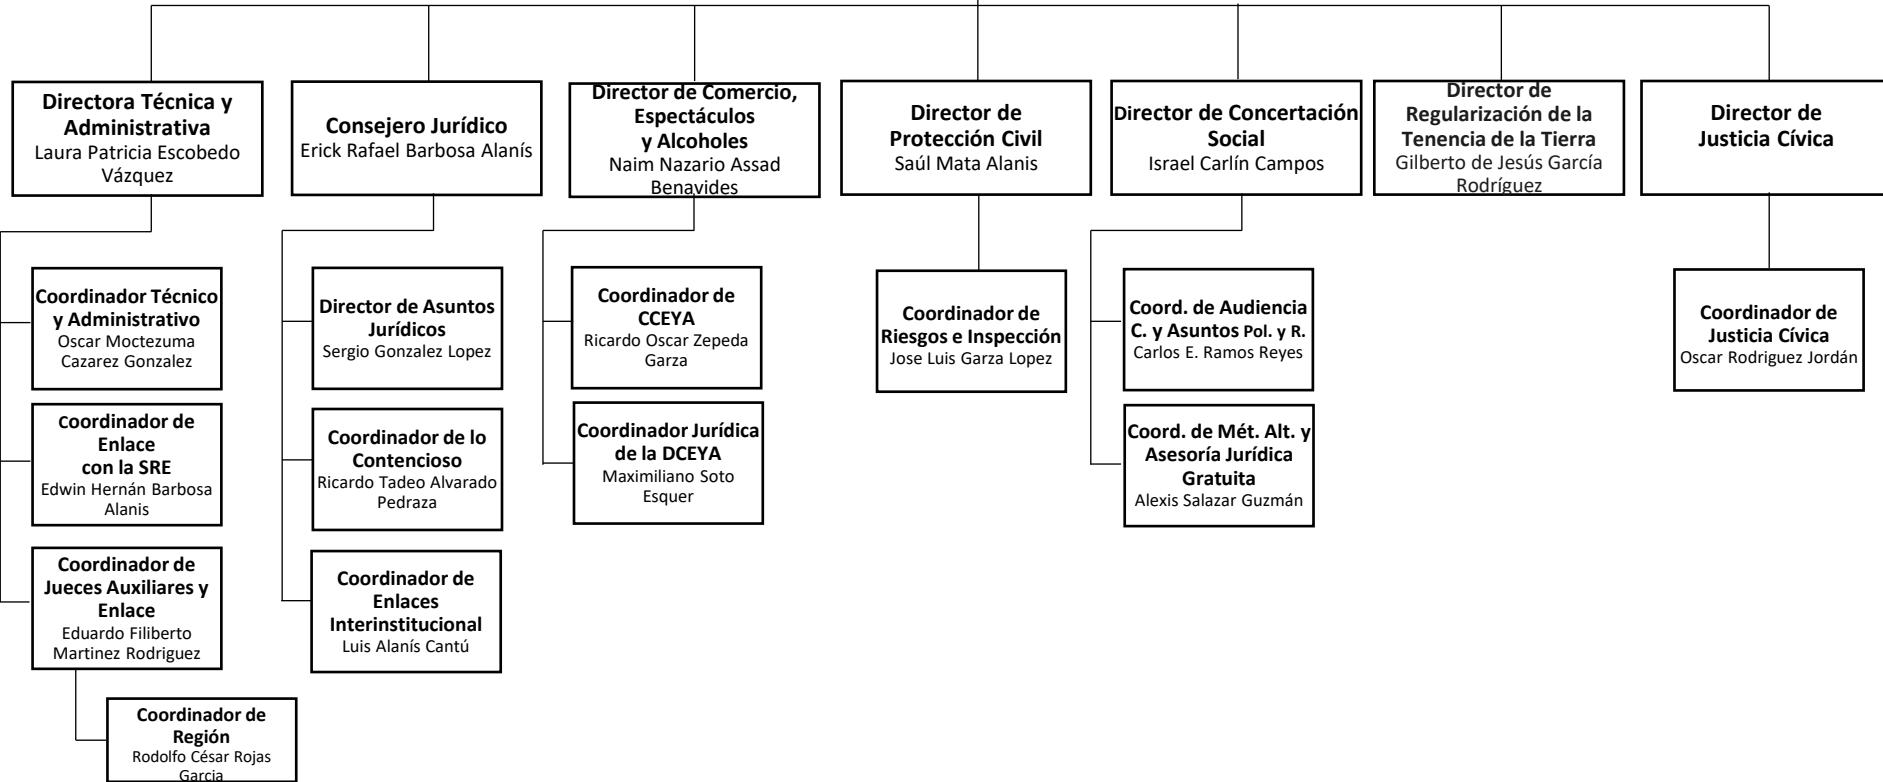 Directora Técnica y
Administrativa
Laura Patricia Escobedo
Vázquez
Consejero Jurídico
Erick Rafael Barbosa Alanís
Director de Comercio,
Espectáculos
y Alcoholes
Naim Nazario Assad
Benavides
Director de
Protección Civil
Saúl Mata Alanis
Director de Concertación
Social
Israel Carlín Campos
Director de
Regularización de la
Tenencia de la Tierra
Gilberto de Jesús García
Rodríguez
Director de
Justicia Cívica
Coordinador Técnico
y Administrativo
Oscar Moctezuma
Cazarez Gonzalez
Director de Asuntos
Jurídicos
Sergio Gonzalez Lopez
Coordinador de
CCEYA
Ricardo Oscar Zepeda
Garza
Coordinador de
Riesgos e Inspección
Jose Luis Garza Lopez
Coord. de Audiencia
C. y Asuntos Pol. y R.
Carlos E. Ramos Reyes
Coordinador de
Justicia Cívica
Oscar Rodriguez Jordán
Coordinador de
Enlace
con la SRE
Edwin Hernán Barbosa
Alanis
Coordinador de lo
Contencioso
Ricardo Tadeo Alvarado
Pedraza
Coordinador Jurídica
de la DCEYA
Maximiliano Soto
Esquer
Coord. de Mét. Alt. y
Asesoría Jurídica
Gratuita
Alexis Salazar Guzmán
Coordinador de
Jueces Auxiliares y
Enlace
Eduardo Filiberto
Martinez Rodriguez
Coordinador de
Enlaces
Interinstitucional
Luis Alanís Cantú
Coordinador de
Región
Rodolfo César Rojas
Garcia